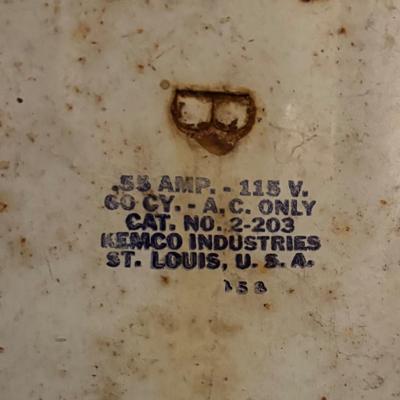 .55 AMP. - 115 V.
60 CY. - A.C. ONLY
CAT. NO. 2-203
KEMCO INDUSTRIES
ST. LOUIS, U. S. A.